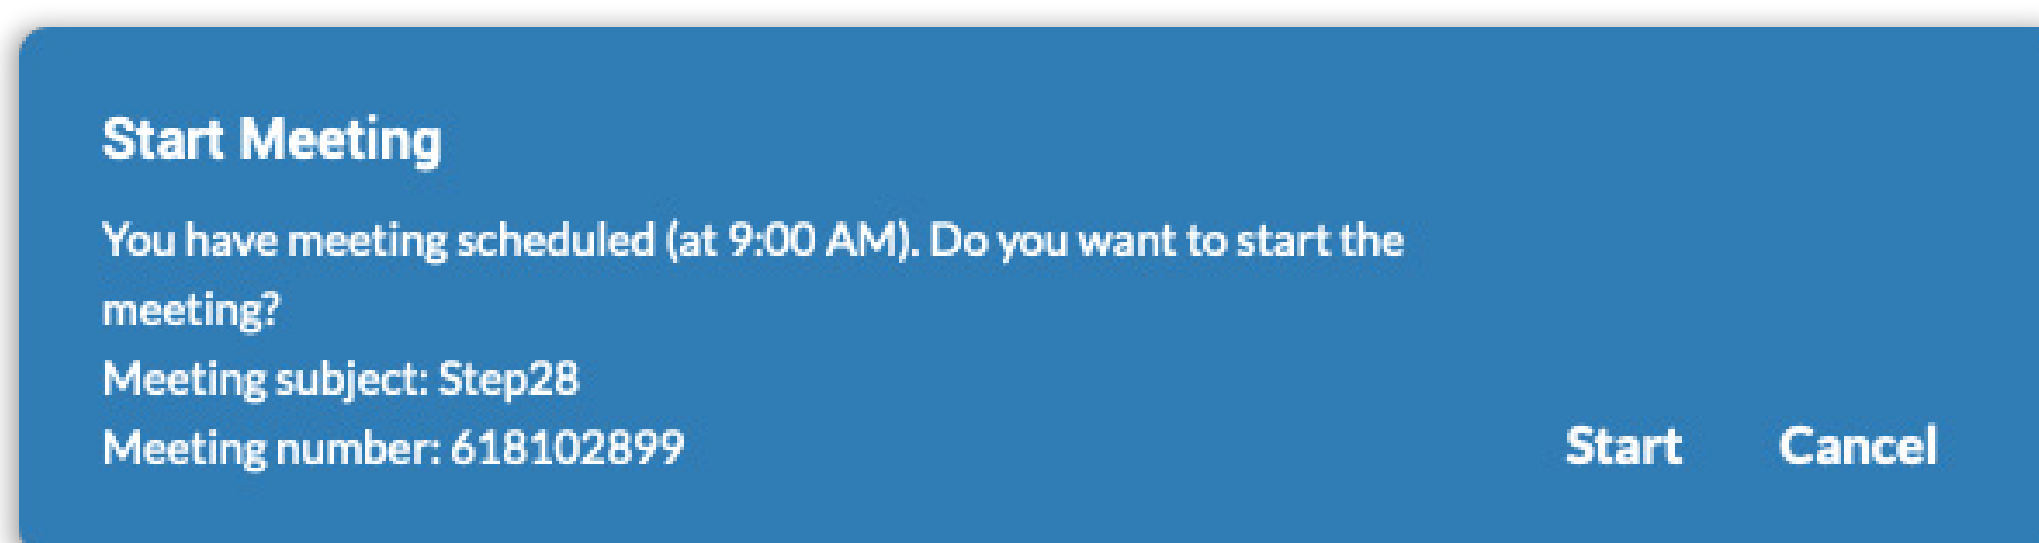 Start Meeting
You have meeting scheduled (at 9:00 AM). Do you want to start the
meeting?
Meeting subject: Step28
Meeting number: 618102899
Start Cancel